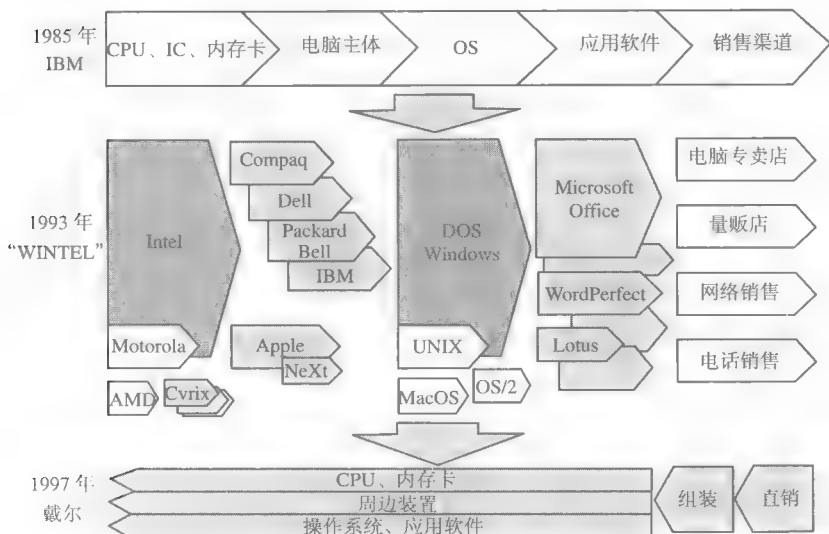 1985 年
IBM
CPU、IC、内存卡
电脑主体
OS
应用软件
销售渠道
1993 年
“WINTEL”
Intel
Motorola
AMD
Cvrix
Compaq
Dell
Packard
Bell
IBM
Apple
NeXt
DOS
Windows
UNIX
MacOS
OS/2
Microsoft
Office
WordPerfect
Lotus
电脑专卖店
量贩店
网络销售
电话销售
1997 年
戴尔
CPU、内存卡
周边装置
操作系统、应用软件
组装
直销